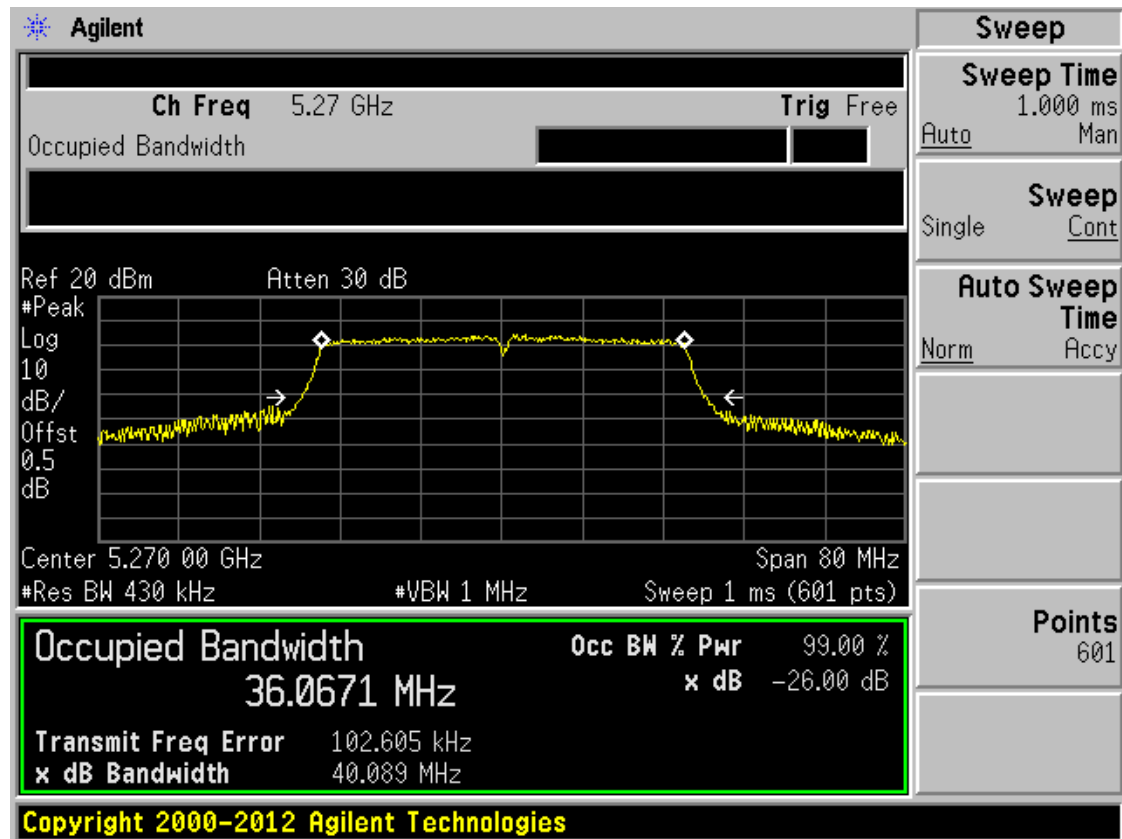 Agilent
Sweep
Ch Freq 5.27 GHz Trig Free
Occupied Bandwidth
Sweep Time
1.000 ms
Auto Man
Sweep
Single Cont
Auto Sweep
Time
Norm Accy
Ref 20 dBm Atten 30 dB
#Peak
Log
10
dB/
Offst
0.5
dB
Center 5.270 00 GHz Span 80 MHz
#Res BW 430 kHz #VBW 1 MHz Sweep 1 ms (601 pts)
Points
601
Occupied Bandwidth
36.0671 MHz
Occ BW % Pwr 99.00 %
x dB -26.00 dB
Transmit Freq Error 102.605 kHz
x dB Bandwidth 40.089 MHz
Copyright 2000-2012 Agilent Technologies